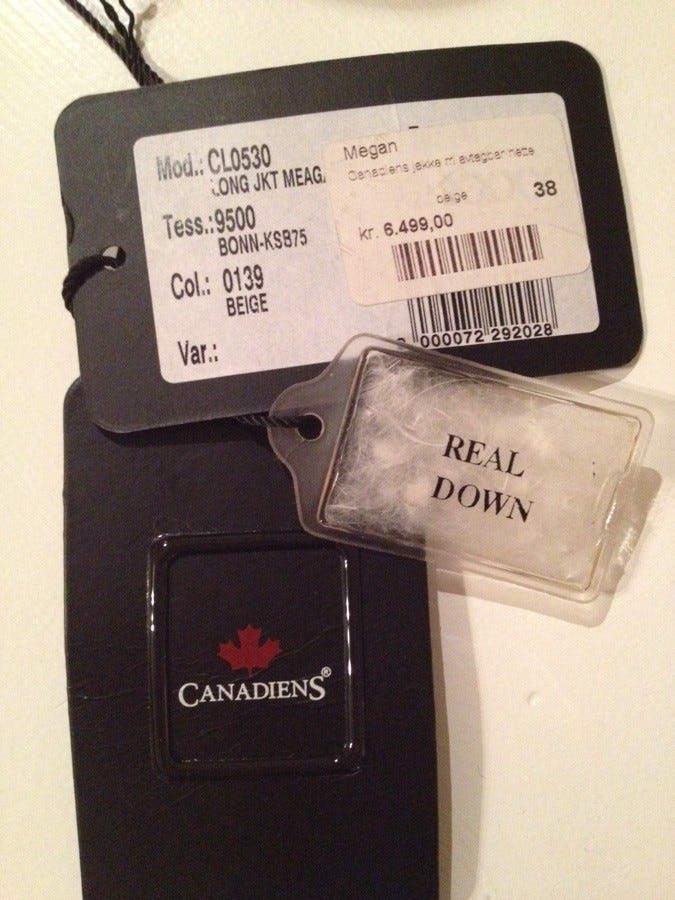 Mod.: CL0530
LONG JKT MEAGA
Tess.: 9500
BONN-KSB75
Col.: 0139
BEIGE
Var.:
Megan
Canadiens jakke m avtagbar hette
beige
38
kr. 6.499,00
000072 292028
REAL
DOWN
CANADIENS®